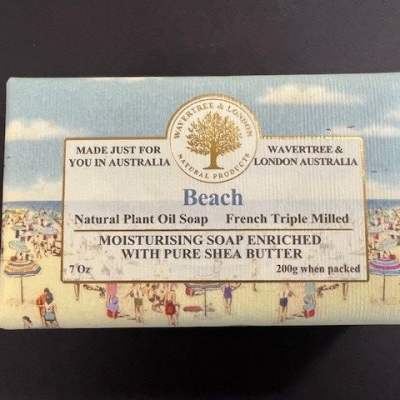 WAVERTREE & LONDON
NATURAL PRODUCTS
MADE JUST FOR
YOU IN AUSTRALIA
WAVERTREE &
LONDON AUSTRALIA
Beach
Natural Plant Oil Soap French Triple Milled
MOISTURISING SOAP ENRICHED
WITH PURE SHEA BUTTER
7 Oz 200g when packed